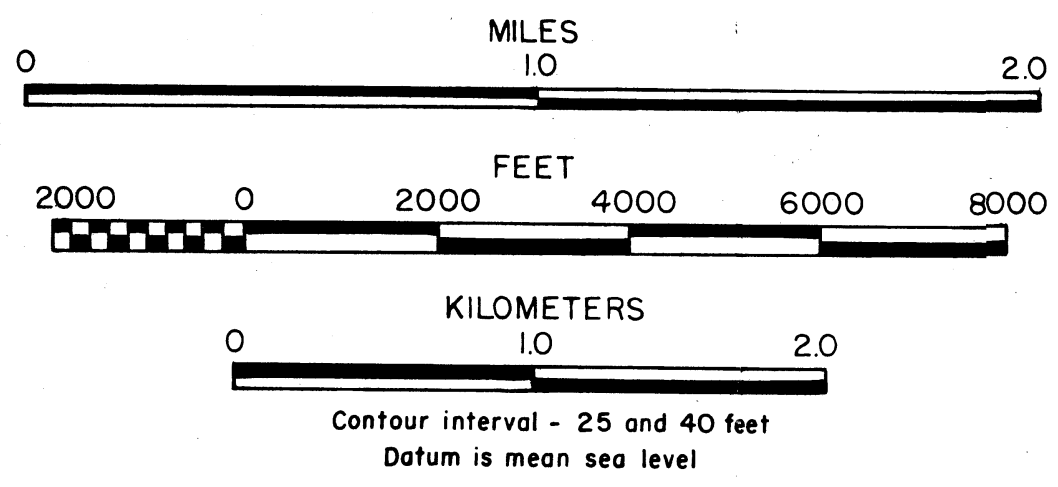 MILES
0 1.0 2.0
FEET
2000 0 2000 4000 6000 8000
KILOMETERS
0 1.0 2.0
Contour interval - 25 and 40 feet
Datum is mean sea level